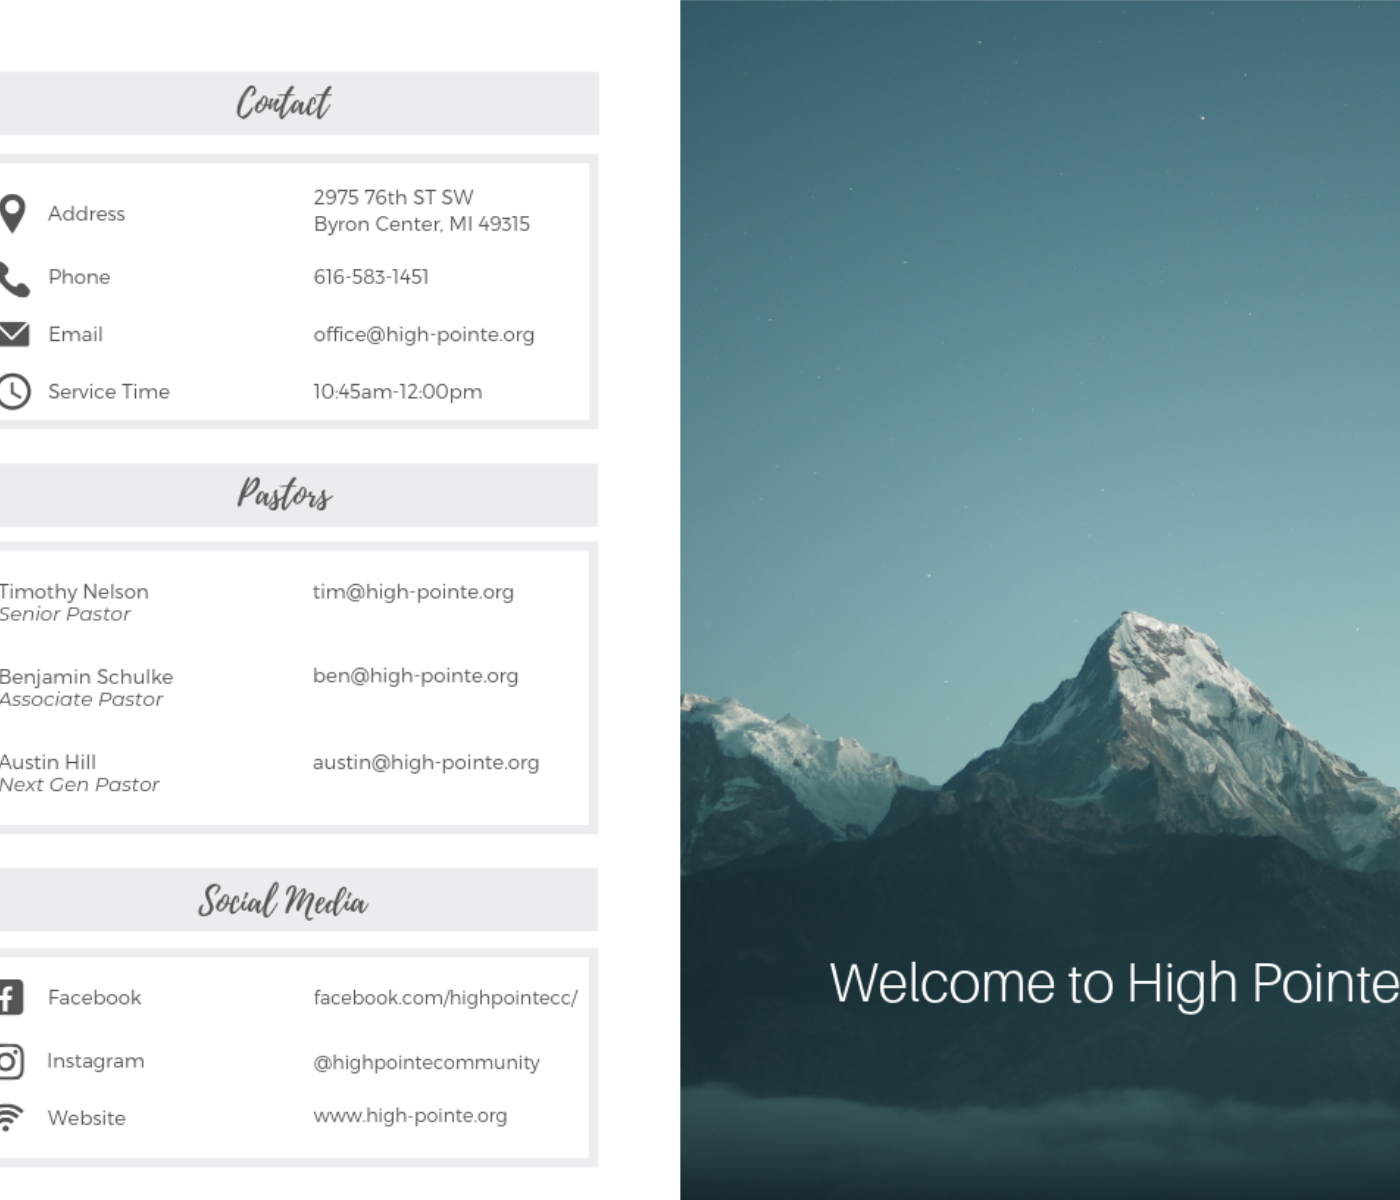 Contact
Address
2975 76th ST SW
Byron Center, MI 49315
Phone
616-583-1451
Email
office@high-pointe.org
Service Time
10:45am-12:00pm
Pastors
Timothy Nelson
Senior Pastor
tim@high-pointe.org
Benjamin Schulke
Associate Pastor
ben@high-pointe.org
Austin Hill
Next Gen Pastor
austin@high-pointe.org
Social Media
Facebook
facebook.com/highpointecc/
Instagram
@highpointecommunity
Website
www.high-pointe.org
Welcome to High Pointe